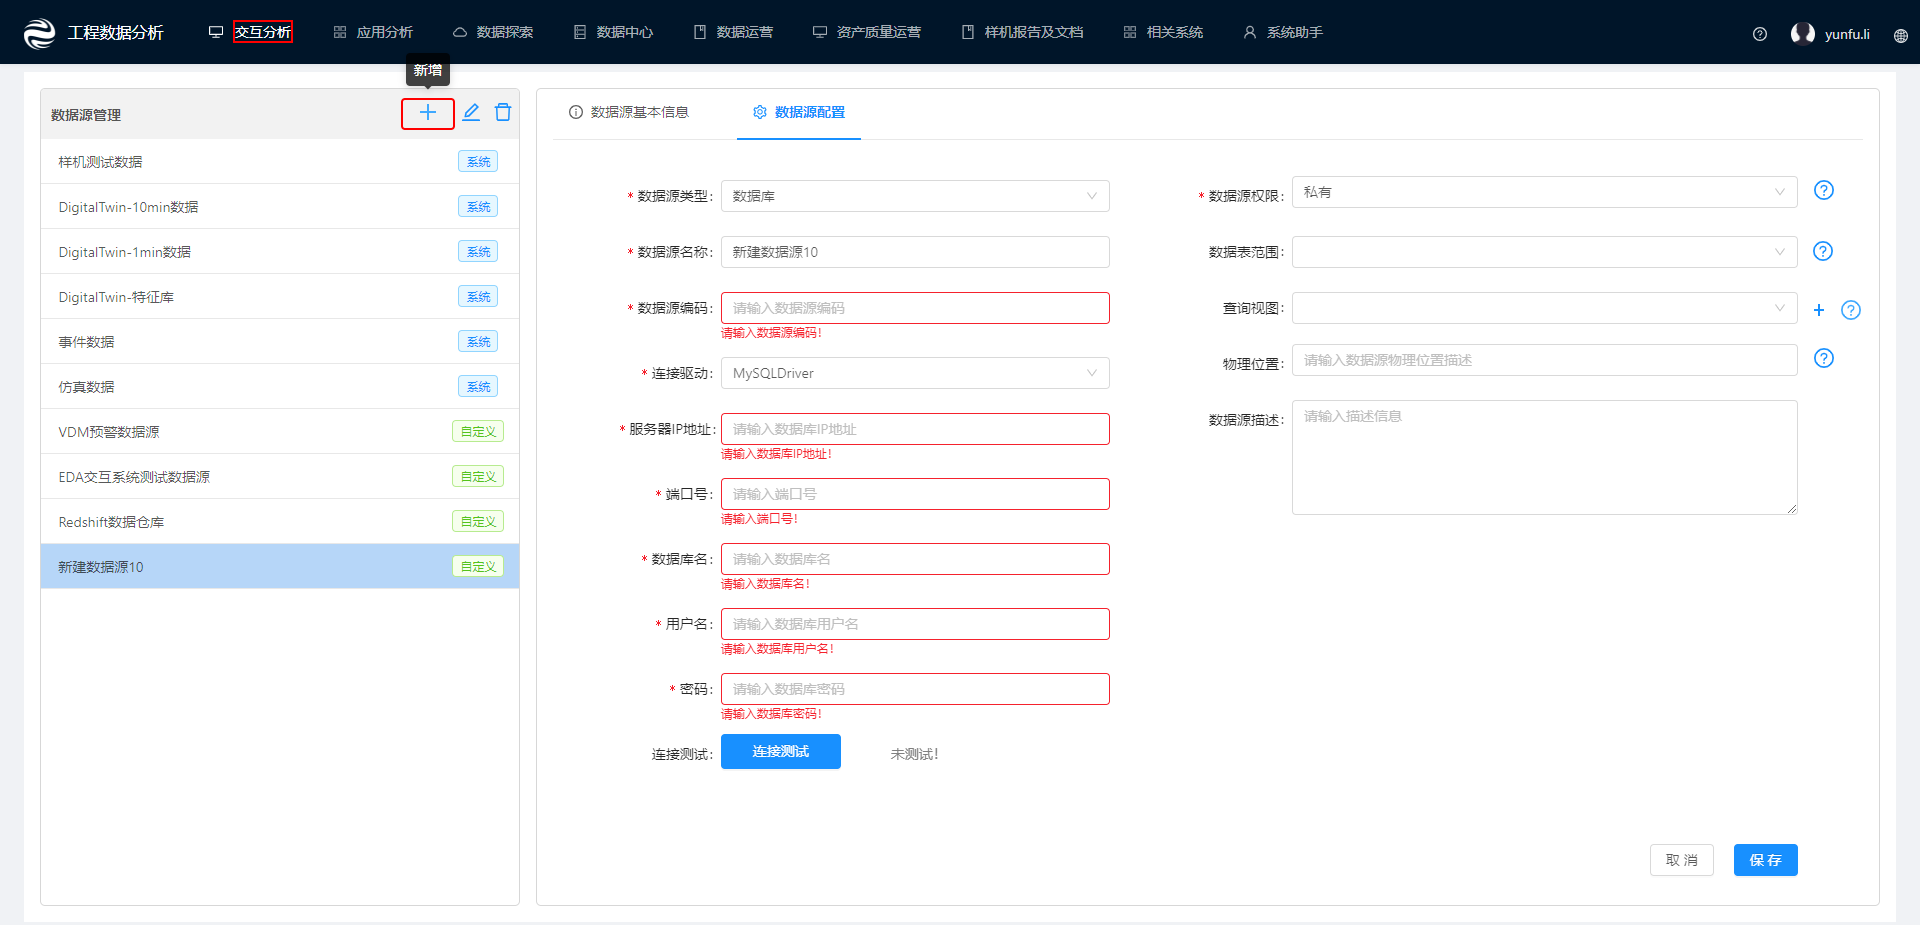 工程数据分析
交互分析
应用分析
数据探索
数据中心
数据运营
资产质量运营
样机报告及文档
相关系统
系统助手
yunfu.li
新增
数据源管理
样机测试数据 系统
DigitalTwin-10min数据 系统
DigitalTwin-1min数据 系统
DigitalTwin-特征库 系统
事件数据 系统
仿真数据 系统
VDM预警数据源 自定义
EDA交互系统测试数据源 自定义
Redshift数据仓库 自定义
新建数据源10 自定义
数据源基本信息
数据源配置
* 数据源类型: 数据库
* 数据源名称: 新建数据源10
* 数据源编码: 请输入数据源编码
请输入数据源编码!
* 连接驱动: MySQLDriver
* 服务器IP地址: 请输入数据库IP地址
请输入数据库IP地址!
* 端口号: 请输入端口号
请输入端口号!
* 数据库名: 请输入数据库名
请输入数据库名!
* 用户名: 请输入数据库用户名
请输入数据库用户名!
* 密码: 请输入数据库密码
请输入数据库密码!
连接测试: 连接测试 未测试!
* 数据源权限: 私有
数据表范围:
查询视图:
物理位置: 请输入数据源物理位置描述
数据源描述: 请输入描述信息
取 消
保 存